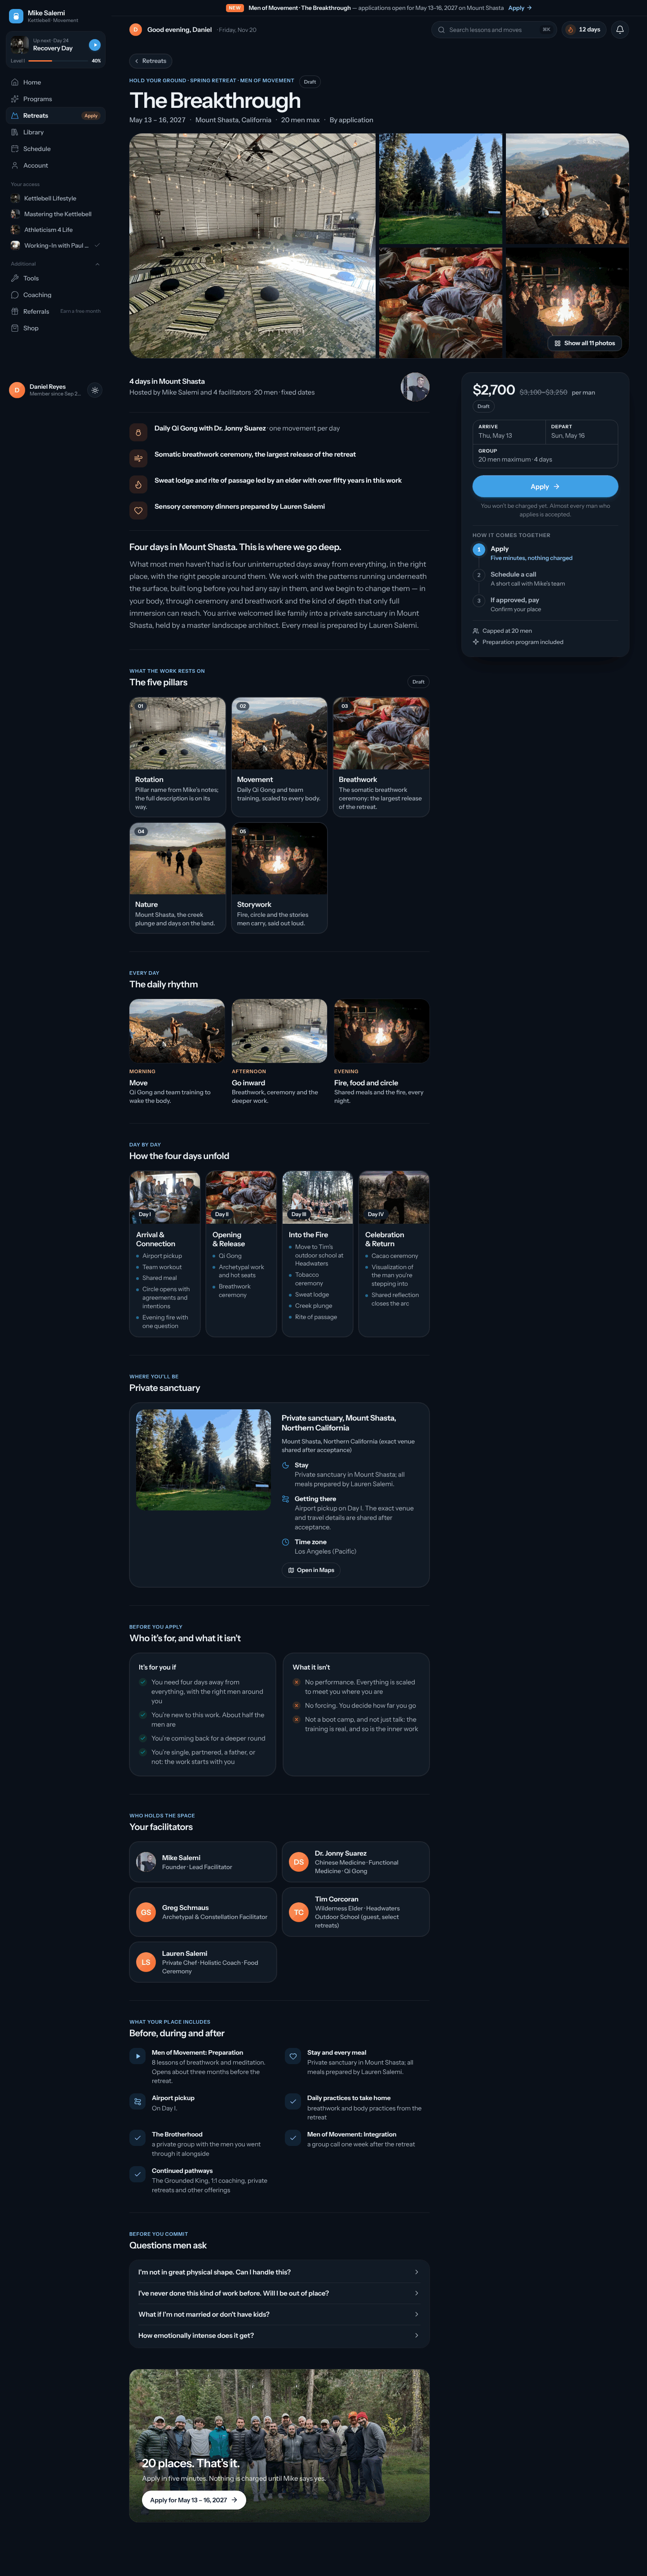 NEW Men of Movement · The Breakthrough — applications open for May 13–16, 2027 on Mount Shasta Apply
Mike Salemi
Kettlebell · Movement
Up next · Day 24
Recovery Day
Level I 40%
Home
Programs
Retreats Apply
Library
Schedule
Account
Your access
Kettlebell Lifestyle
Mastering the Kettlebell
Athleticism 4 Life
Working-In with Paul ...
Additional
Tools
Coaching
Referrals Earn a free month
Shop
D Daniel Reyes
Member since Sep 2...
D Good evening, Daniel · Friday, Nov 20
Search lessons and moves ⌘K
12 days
Retreats
HOLD YOUR GROUND · SPRING RETREAT · MEN OF MOVEMENT Draft
The Breakthrough
May 13 – 16, 2027 · Mount Shasta, California · 20 men max · By application
Show all 11 photos
4 days in Mount Shasta
Hosted by Mike Salemi and 4 facilitators · 20 men · fixed dates
Daily Qi Gong with Dr. Jonny Suarez · one movement per day
Somatic breathwork ceremony, the largest release of the retreat
Sweat lodge and rite of passage led by an elder with over fifty years in this work
Sensory ceremony dinners prepared by Lauren Salemi
$2,700 $3,100–$3,250 per man
Draft
ARRIVE
Thu, May 13
DEPART
Sun, May 16
GROUP
20 men maximum · 4 days
Apply
You won't be charged yet. Almost every man who
applies is accepted.
HOW IT COMES TOGETHER
1 Apply
Five minutes, nothing charged
2 Schedule a call
A short call with Mike's team
3 If approved, pay
Confirm your place
Capped at 20 men
Preparation program included
Four days in Mount Shasta. This is where we go deep.
What most men haven't had is four uninterrupted days away from everything, in the right
place, with the right people around them. We work with the patterns running underneath
the surface, built long before you had any say in them, and we begin to change them — in
your body, through ceremony and breathwork and the kind of depth that only full
immersion can reach. You arrive welcomed like family into a private sanctuary in Mount
Shasta, held by a master landscape architect. Every meal is prepared by Lauren Salemi.
WHAT THE WORK RESTS ON
The five pillars
Draft
01
Rotation
Pillar name from Mike's notes;
the full description is on its
way.
02
Movement
Daily Qi Gong and team
training, scaled to every body.
03
Breathwork
The somatic breathwork
ceremony: the largest release
of the retreat.
04
Nature
Mount Shasta, the creek
plunge and days on the land.
05
Storywork
Fire, circle and the stories
men carry, said out loud.
EVERY DAY
The daily rhythm
MORNING
Move
Qi Gong and team training to
wake the body.
AFTERNOON
Go inward
Breathwork, ceremony and the
deeper work.
EVENING
Fire, food and circle
Shared meals and the fire, every
night.
DAY BY DAY
How the four days unfold
Day I
Arrival &
Connection
Airport pickup
Team workout
Shared meal
Circle opens with
agreements and
intentions
Evening fire with
one question
Day II
Opening
& Release
Qi Gong
Archetypal work
and hot seats
Breathwork
ceremony
Day III
Into the Fire
Move to Tim's
outdoor school at
Headwaters
Tobacco
ceremony
Sweat lodge
Creek plunge
Rite of passage
Day IV
Celebration
& Return
Cacao ceremony
Visualization of
the man you're
stepping into
Shared reflection
closes the arc
WHERE YOU'LL BE
Private sanctuary
Private sanctuary, Mount Shasta,
Northern California
Mount Shasta, Northern California (exact venue
shared after acceptance)
Stay
Private sanctuary in Mount Shasta; all
meals prepared by Lauren Salemi.
Getting there
Airport pickup on Day I. The exact venue
and travel details are shared after
acceptance.
Time zone
Los Angeles (Pacific)
Open in Maps
BEFORE YOU APPLY
Who it's for, and what it isn't
It's for you if
You need four days away from
everything, with the right men around
you
You're new to this work. About half the
men are
You're coming back for a deeper round
You're single, partnered, a father, or
not: the work starts with you
What it isn't
No performance. Everything is scaled
to meet you where you are
No forcing. You decide how far you go
Not a boot camp, and not just talk: the
training is real, and so is the inner work
WHO HOLDS THE SPACE
Your facilitators
Mike Salemi
Founder · Lead Facilitator
DS Dr. Jonny Suarez
Chinese Medicine · Functional
Medicine · Qi Gong
GS Greg Schmaus
Archetypal & Constellation Facilitator
TC Tim Corcoran
Wilderness Elder · Headwaters
Outdoor School (guest, select
retreats)
LS Lauren Salemi
Private Chef · Holistic Coach · Food
Ceremony
WHAT YOUR PLACE INCLUDES
Before, during and after
Men of Movement: Preparation
8 lessons of breathwork and meditation.
Opens about three months before the
retreat.
Stay and every meal
Private sanctuary in Mount Shasta; all
meals prepared by Lauren Salemi.
Airport pickup
On Day I.
Daily practices to take home
breathwork and body practices from the
retreat
The Brotherhood
a private group with the men you went
through it alongside
Men of Movement: Integration
a group call one week after the retreat
Continued pathways
The Grounded King, 1:1 coaching, private
retreats and other offerings
BEFORE YOU COMMIT
Questions men ask
I'm not in great physical shape. Can I handle this?
I've never done this kind of work before. Will I be out of place?
What if I'm not married or don't have kids?
How emotionally intense does it get?
20 places. That's it.
Apply in five minutes. Nothing is charged until Mike says yes.
Apply for May 13 – 16, 2027